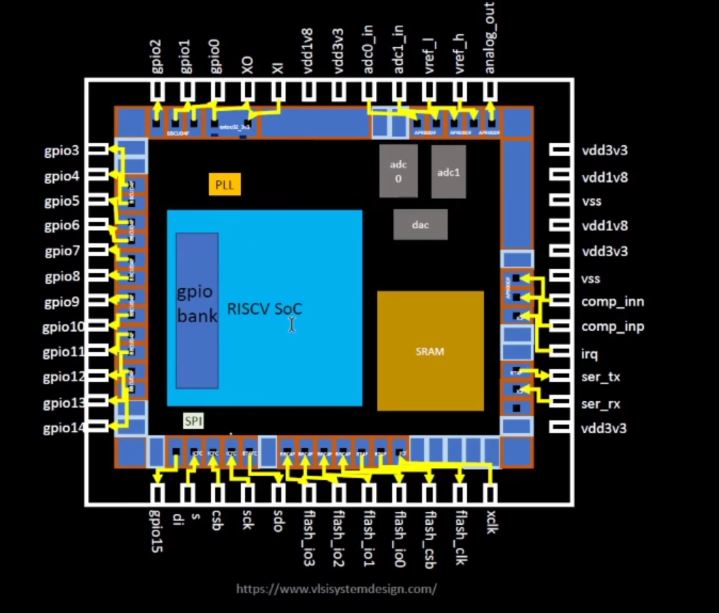 gpio2 gpio1 gpio0 XO XI vdd1v8 vdd3v3 adc0_in adc1_in vref_l vref_h analog_out
gpio3
gpio4
gpio5
gpio6
gpio7
gpio8
gpio9
gpio10
gpio11
gpio12
gpio13
gpio14
PLL
adc
0
adc1
dac
gpio
bank
RISCV SoC
SRAM
SPI
vdd3v3
vdd1v8
vss
vdd1v8
vdd3v3
vss
comp_inn
comp_inp
irq
ser_tx
ser_rx
vdd3v3
gpio15 di s csb sck sdo flash_io3 flash_io2 flash_io1 flash_io0 flash_csb flash_clk xclk
https://www.vlsisystemdesign.com/